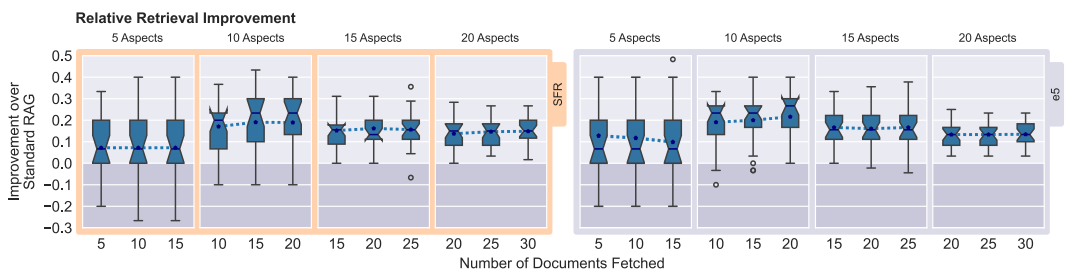 Relative Retrieval Improvement
5 Aspects 10 Aspects 15 Aspects 20 Aspects 5 Aspects 10 Aspects 15 Aspects 20 Aspects
Improvement over
Standard RAG
0.5
0.4
0.3
0.2
0.1
0.0
−0.1
−0.2
−0.3
SFR
e5
5 10 15 10 15 20 15 20 25 20 25 30 5 10 15 10 15 20 15 20 25 20 25 30
Number of Documents Fetched